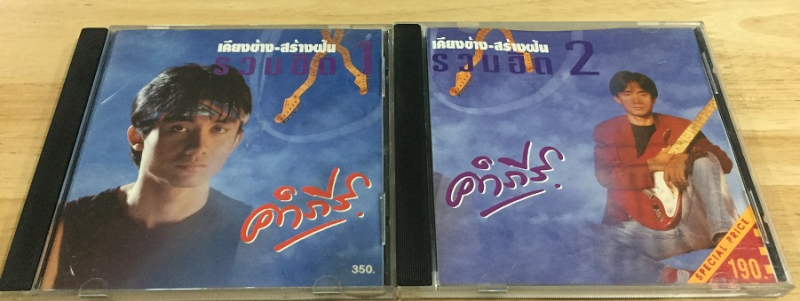 เคียงข้าง-สร้างฝัน
รวมฮิต 1
คำภีร์
350.
เคียงข้าง-สร้างฝัน
รวมฮิต 2
คำภีร์
SPECIAL PRICE
190.